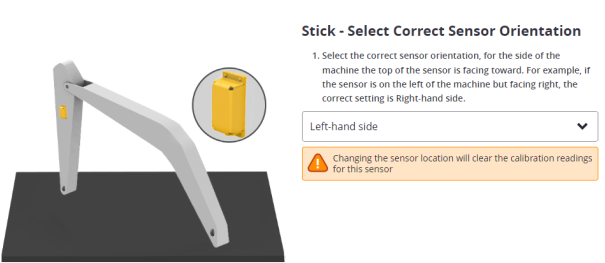 Stick - Select Correct Sensor Orientation
1. Select the correct sensor orientation, for the side of the
machine the top of the sensor is facing toward. For example, if
the sensor is on the left of the machine but facing right, the
correct setting is Right-hand side.
Left-hand side
Changing the sensor location will clear the calibration readings
for this sensor